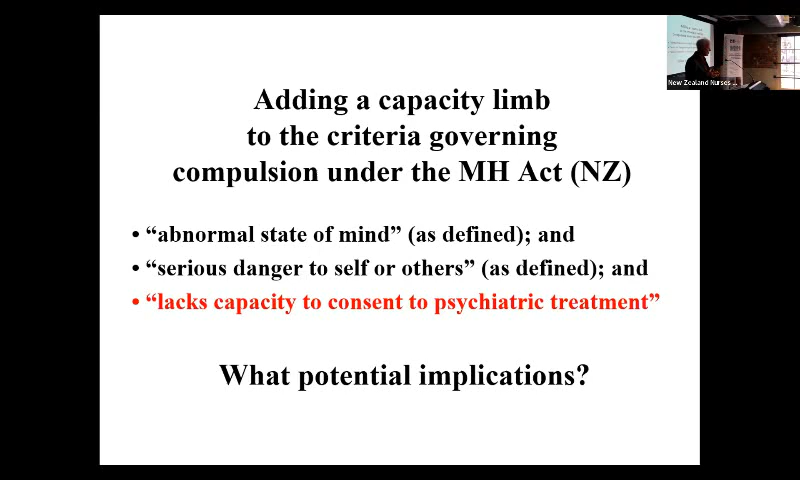 Adding a capacity limb
to the criteria governing
compulsion under the MH Act (NZ)
• “abnormal state of mind” (as defined); and
• “serious danger to self or others” (as defined); and
• “lacks capacity to consent to psychiatric treatment”
What potential implications?
New Zealand Nurses ...